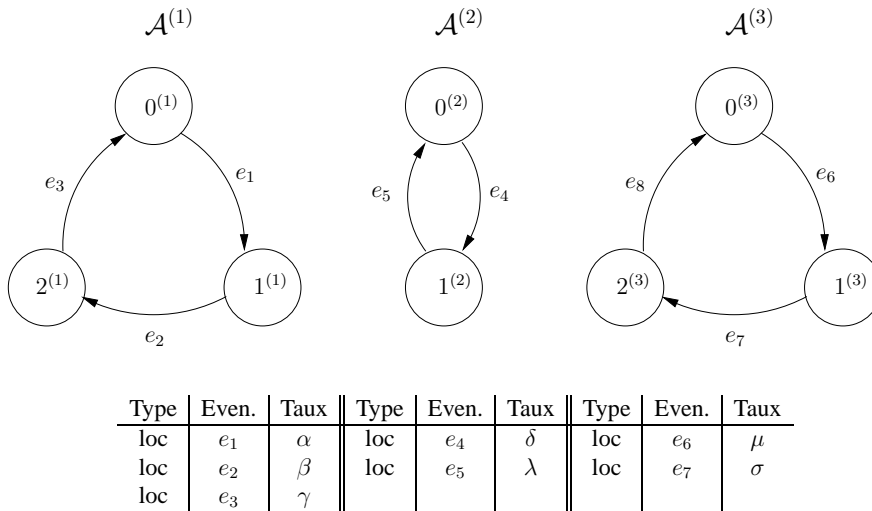 𝒜⁽¹⁾ 𝒜⁽²⁾ 𝒜⁽³⁾
0⁽¹⁾ 0⁽²⁾ 0⁽³⁾
e₃ e₁ e₅ e₄ e₈ e₆
2⁽¹⁾ 1⁽¹⁾ 1⁽²⁾ 2⁽³⁾ 1⁽³⁾
e₂ e₇
Type Even. Taux Type Even. Taux Type Even. Taux
loc e₁ α loc e₄ δ loc e₆ μ
loc e₂ β loc e₅ λ loc e₇ σ
loc e₃ γ